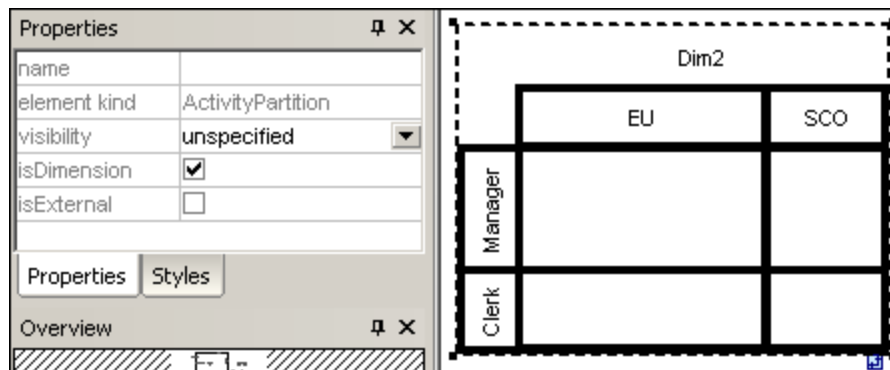 Properties
name
element kind ActivityPartition
visibility unspecified
isDimension
isExternal
Properties Styles
Overview
Dim2
EU SCO
Manager
Clerk